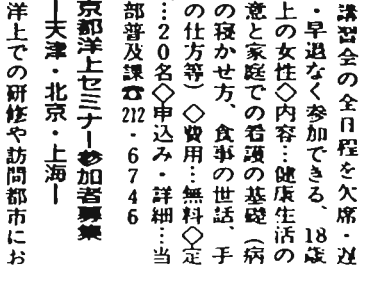 講習会の全日程を欠席・遅
・早退なく参加できる、18歳
上の女性◇内容…健康生活の
意と家庭での看護の基礎（病
の寝かせ方、食事の世話、手
の仕方等）◇費用…無料◇定
…20名◇申込み・詳細…当
部普及課☎212・6746
京都洋上セミナー参加者募集
―天津・北京・上海―
洋上での研修や訪問都市にお